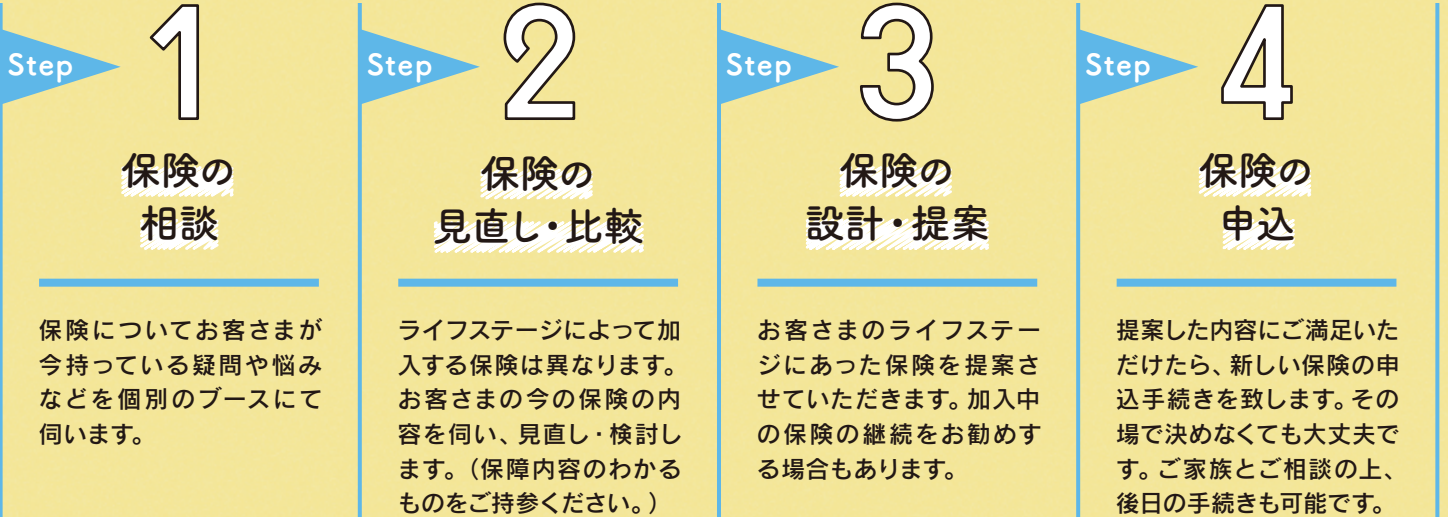 Step 1
保険の
相談
保険についてお客さまが
今持っている疑問や悩み
などを個別のブースにて
伺います。
Step 2
保険の
見直し・比較
ライフステージによって加
入する保険は異なります。
お客さまの今の保険の内
容を伺い、見直し・検討し
ます。（保障内容のわかる
ものをご持参ください。）
Step 3
保険の
設計・提案
お客さまのライフステー
ジにあった保険を提案さ
せていただきます。加入中
の保険の継続をお勧めす
る場合もあります。
Step 4
保険の
申込
提案した内容にご満足いた
だけたら、新しい保険の申
込手続きを致します。その
場で決めなくても大丈夫で
す。ご家族とご相談の上、
後日の手続きも可能です。